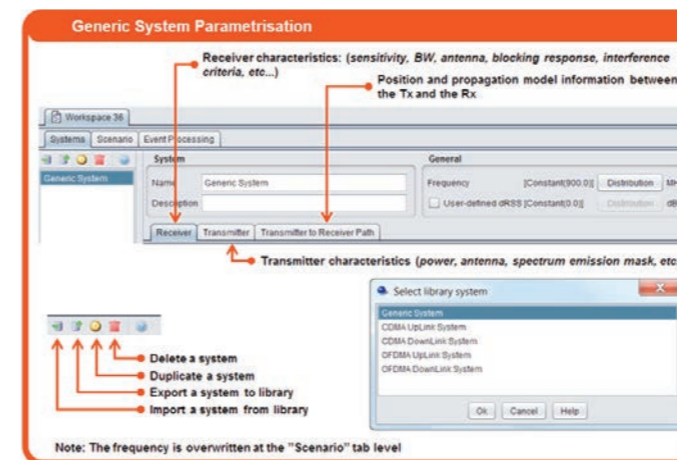 Generic System Parametrisation
Receiver characteristics: (sensitivity, BW, antenna, blocking response, interference
criteria, etc...)
Position and propagation model information between
the Tx and the Rx
Workspace 36
Systems Scenario Event Processing
System
General
Generic System
Name Generic System
Frequency [Constant(900.0)] Distribution
Description
User-defined dRSS [Constant(0.0)] Distribution
Receiver Transmitter Transmitter to Receiver Path
Transmitter characteristics (power, antenna, spectrum emission mask, etc
Select library system
Generic System
CDMA UpLink System
CDMA DownLink System
OFDMA UpLink System
OFDMA DownLink System
Ok Cancel Help
Delete a system
Duplicate a system
Export a system to library
Import a system from library
Note: The frequency is overwritten at the "Scenario" tab level